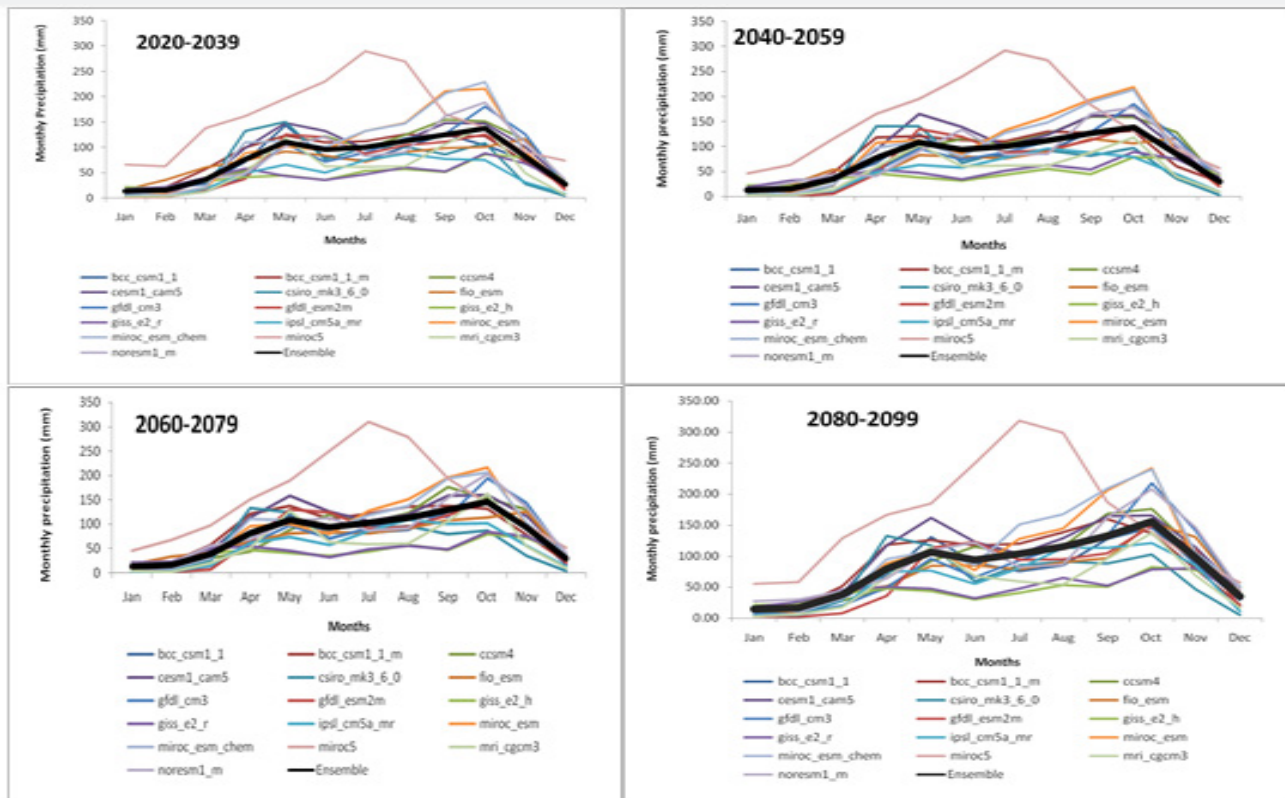 2020-2039
Monthly Precipitation (mm)
350
300
250
200
150
100
50
0
Jan Feb Mar Apr May Jun Jul Aug Sep Oct Nov Dec
Months
bcc_csm1_1 bcc_csm1_1_m ccsm4
cesm1_cam5 csiro_mk3_6_0 fio_esm
gfdl_cm3 gfdl_esm2m giss_e2_h
giss_e2_r ipsl_cm5a_mr miroc_esm
miroc_esm_chem miroc5 mri_cgcm3
noresm1_m Ensemble
2040-2059
Monthly precipitation (mm)
350
300
250
200
150
100
50
0
Jan Feb Mar Apr May Jun Jul Aug Sep Oct Nov Dec
Months
bcc_csm1_1 bcc_csm1_1_m ccsm4
cesm1_cam5 csiro_mk3_6_0 fio_esm
gfdl_cm3 gfdl_esm2m giss_e2_h
giss_e2_r ipsl_cm5a_mr miroc_esm
miroc_esm_chem miroc5 mri_cgcm3
noresm1_m Ensemble
2060-2079
Monthly precipitation (mm)
350
300
250
200
150
100
50
0
Jan Feb Mar Apr May Jun Jul Aug Sep Oct Nov Dec
Months
bcc_csm1_1 bcc_csm1_1_m ccsm4
cesm1_cam5 csiro_mk3_6_0 fio_esm
gfdl_cm3 gfdl_esm2m giss_e2_h
giss_e2_r ipsl_cm5a_mr miroc_esm
miroc_esm_chem miroc5 mri_cgcm3
noresm1_m Ensemble
2080-2099
Monthly precipitation (mm)
350.00
300.00
250.00
200.00
150.00
100.00
50.00
0.00
Jan Feb Mar Apr May Jun Jul Aug Sep Oct Nov Dec
Months
bcc_csm1_1 bcc_csm1_1_m ccsm4
cesm1_cam5 csiro_mk3_6_0 fio_esm
gfdl_cm3 gfdl_esm2m giss_e2_h
giss_e2_r ipsl_cm5a_mr miroc_esm
miroc_esm_chem miroc5 mri_cgcm3
noresm1_m Ensemble